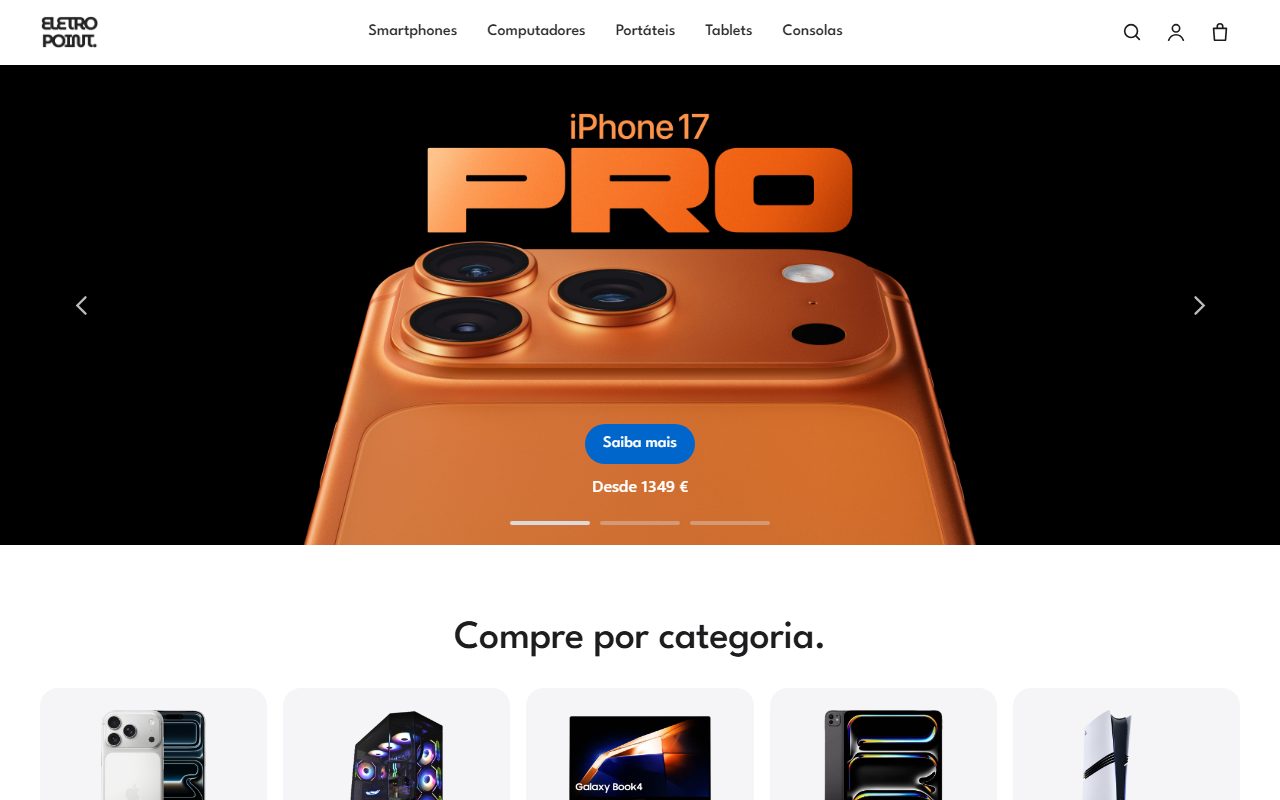 ELETRO
POINT.
Smartphones
Computadores
Portáteis
Tablets
Consolas
iPhone 17
PRO
Saiba mais
Desde 1349 €
Compre por categoria.
Galaxy Book4